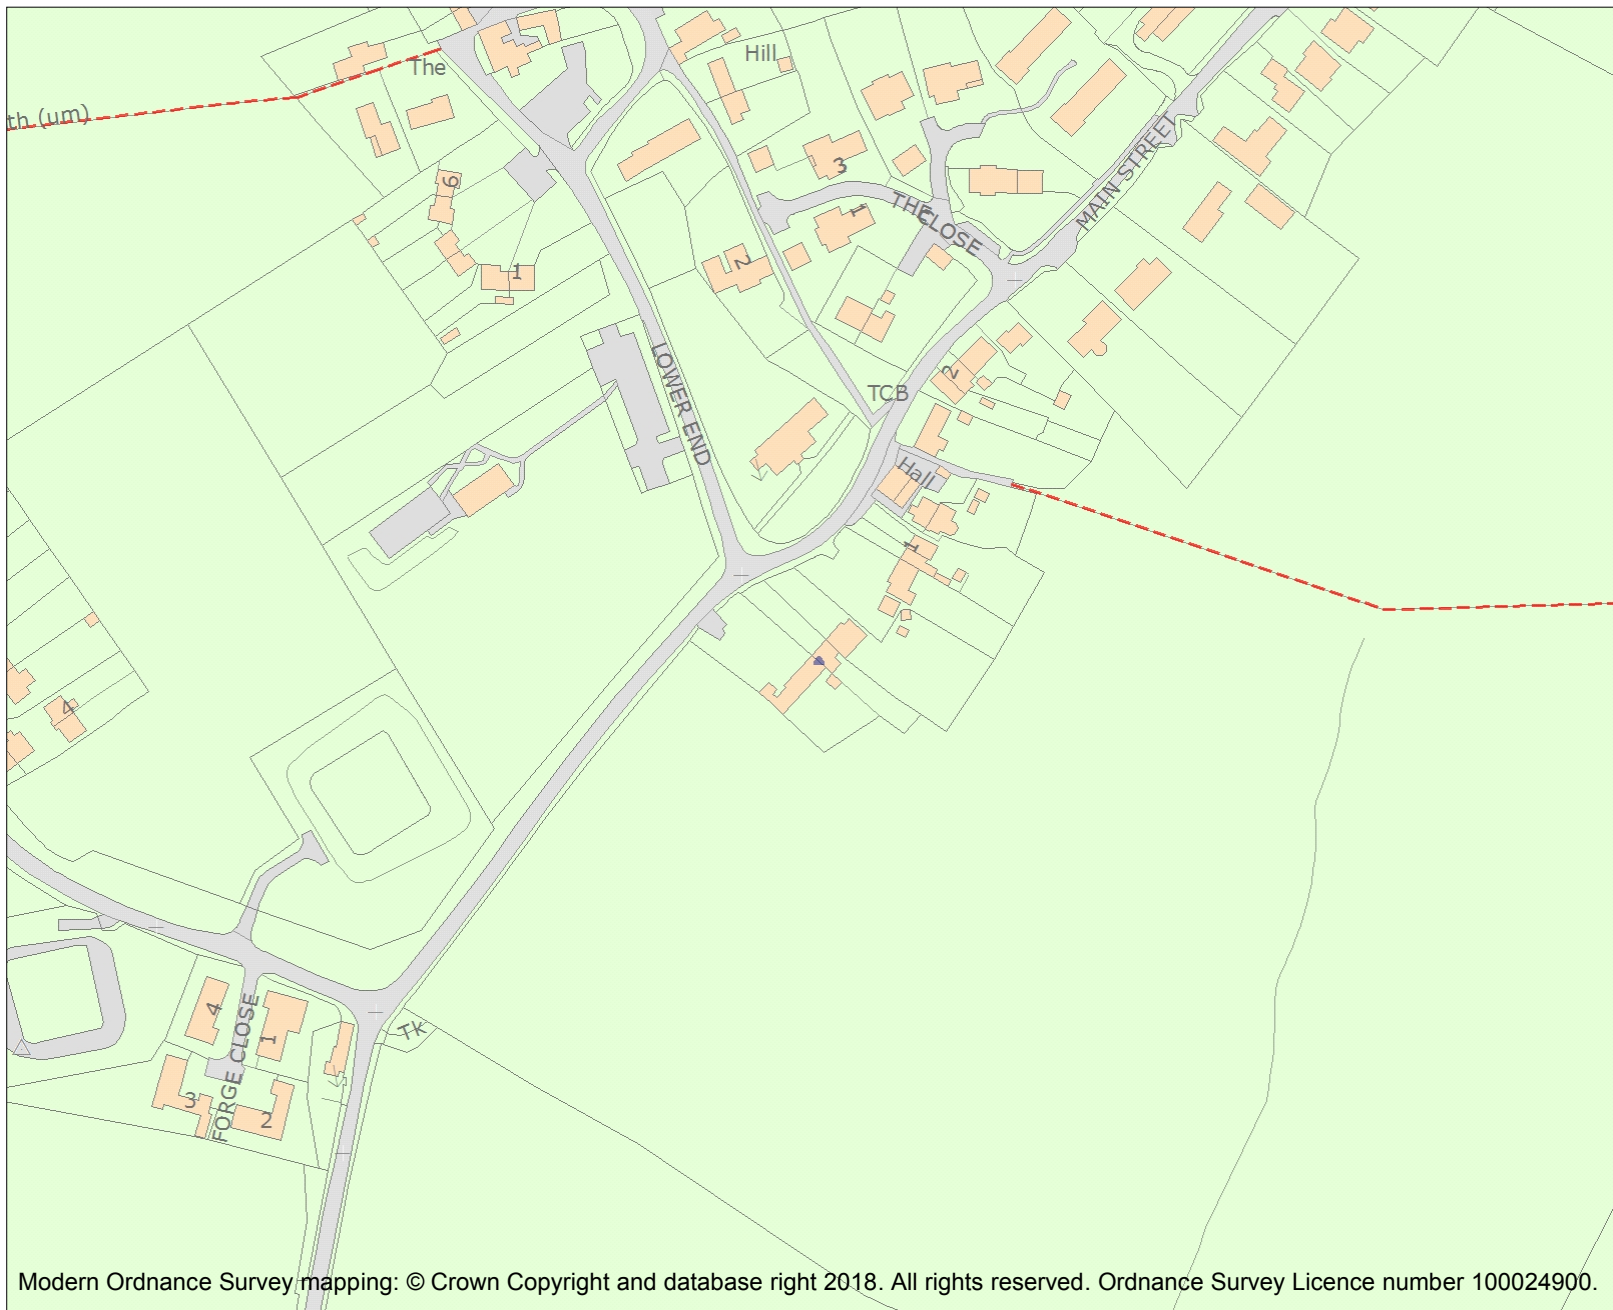 The
Hill
th (um)
3
6
1
THE CLOSE
MAIN STREET
2
1
LOWER END
2
TCB
Hall
1
4
4
FORGE CLOSE
1
Tk
3
2
Modern Ordnance Survey mapping: © Crown Copyright and database right 2018. All rights reserved. Ordnance Survey Licence number 100024900.